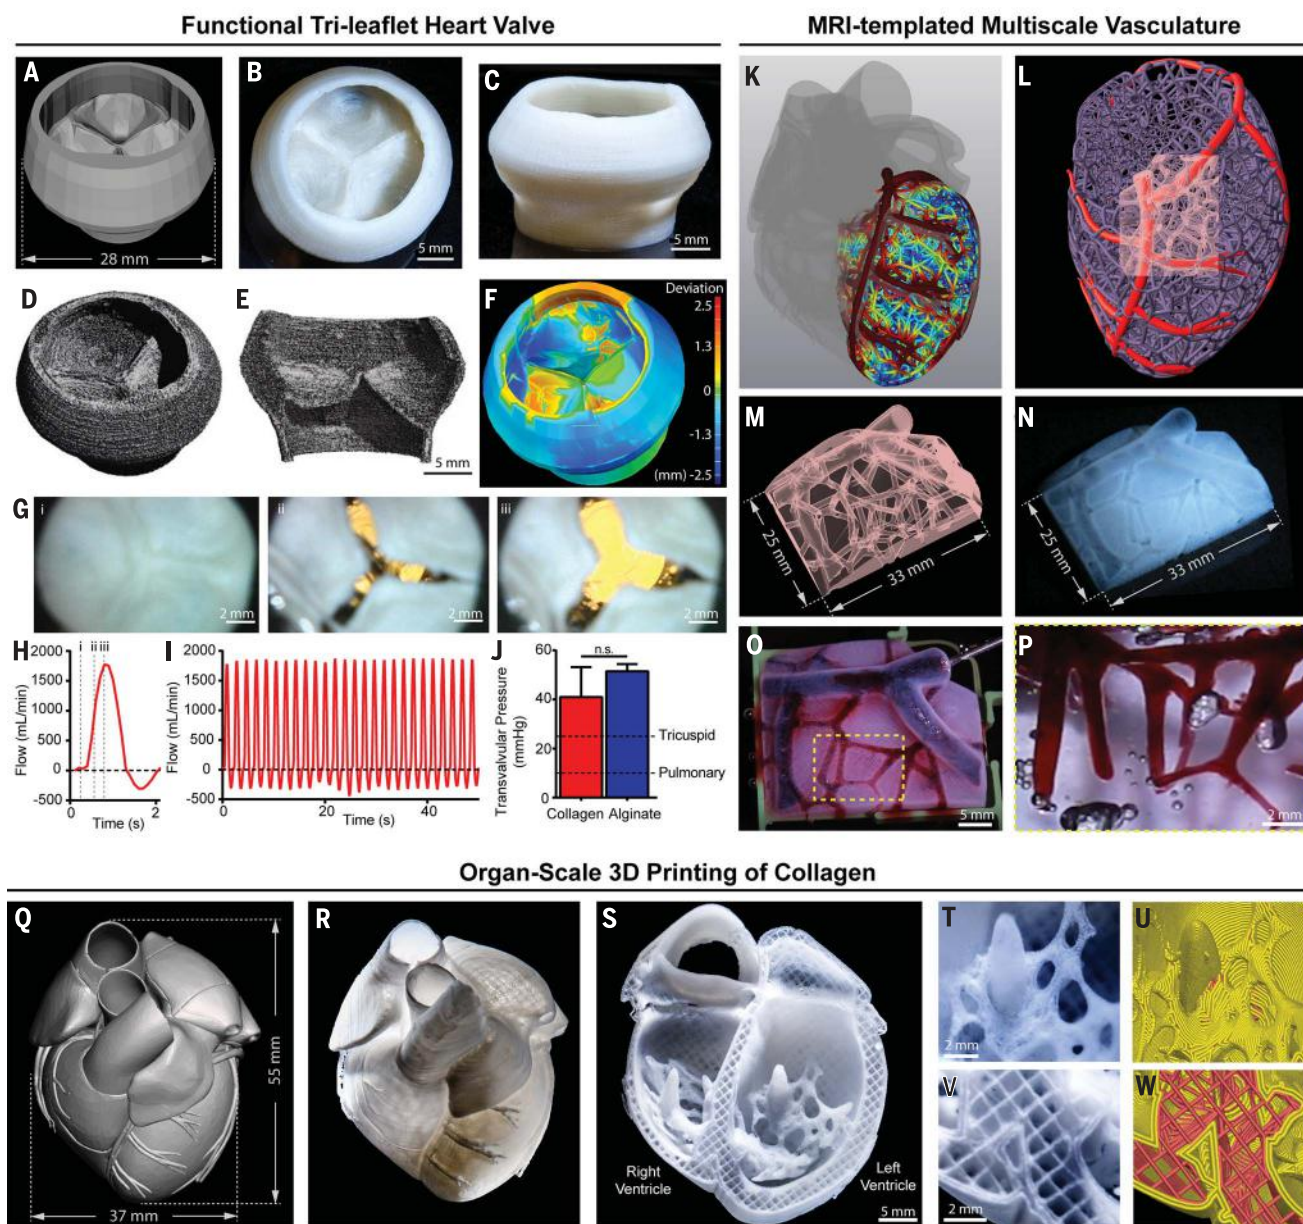 Functional Tri-leaflet Heart Valve
MRI-templated Multiscale Vasculature
A
28 mm
B
5 mm
C
5 mm
D
E
5 mm
F
Deviation
2.5
1.3
0
-1.3
(mm) -2.5
G
i
2 mm
ii
2 mm
iii
2 mm
H
i ii iii
2000
1500
1000
500
0
-500
Flow (mL/min)
0 2
Time (s)
I
2000
1500
1000
500
0
-500
Flow (mL/min)
0 20 40
Time (s)
J
60
40
20
0
Transvalvular Pressure
(mmHg)
n.s.
Tricuspid
Pulmonary
Collagen Alginate
K
L
M
25 mm
33 mm
N
25 mm
33 mm
O
5 mm
P
2 mm
Organ-Scale 3D Printing of Collagen
Q
55 mm
37 mm
R
S
Right
Ventricle
Left
Ventricle
5 mm
T
2 mm
U
V
2 mm
W